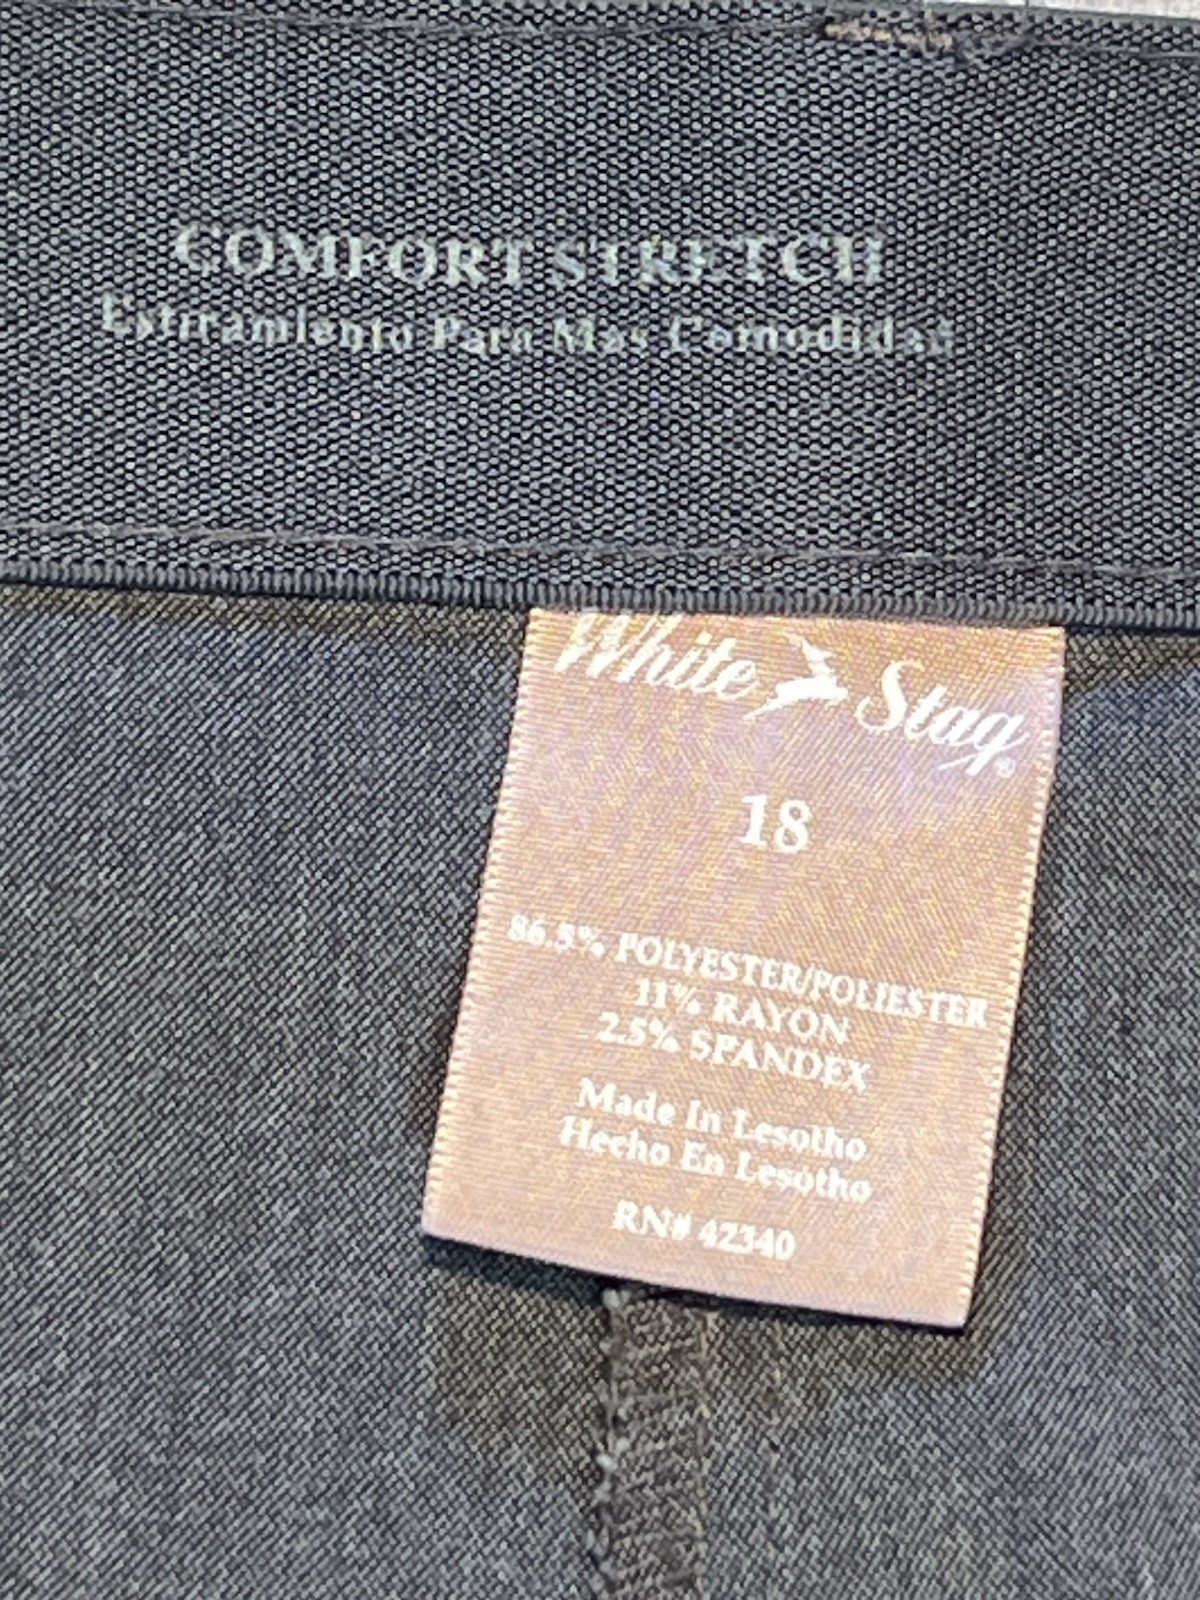 COMFORT STRETCH
Estiramiento Para Mas Comodidad
White Stag®
18
86.5% POLYESTER/POLIESTER
11% RAYON
2.5% SPANDEX
Made In Lesotho
Hecho En Lesotho
RN# 42340